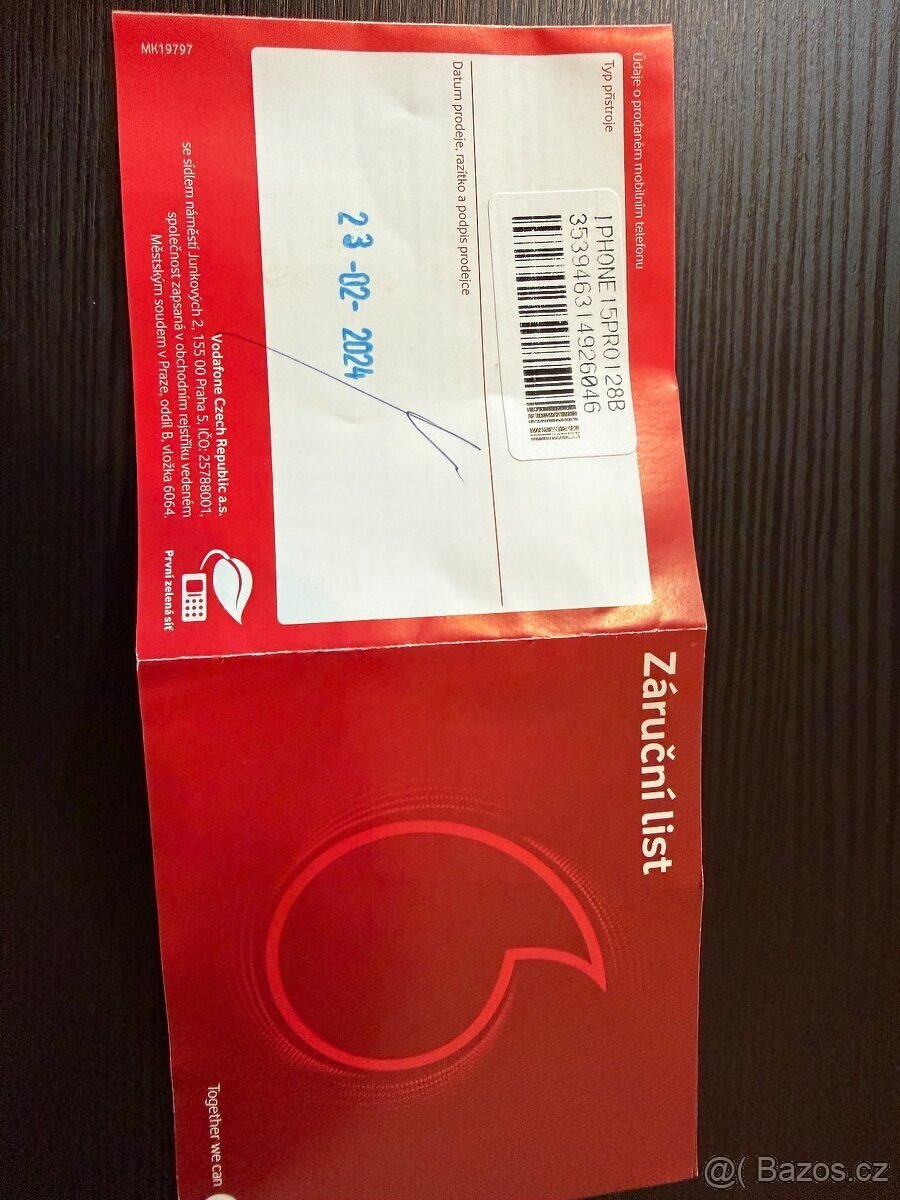 Údaje o prodaném mobilním telefonu
Typ přístroje
IPHONE15PRO128B
353946314926046
Datum prodeje, razítko a podpis prodejce
23 -02- 2024
Vodafone Czech Republic a.s.
se sídlem náměstí Junkových 2, 155 00 Praha 5, IČO: 25788001,
společnost zapsaná v obchodním rejstříku vedeném
Městským soudem v Praze, oddíl B, vložka 6064.
První zelená síť
MK19797
Záruční list
Together we can
@( Bazos.cz